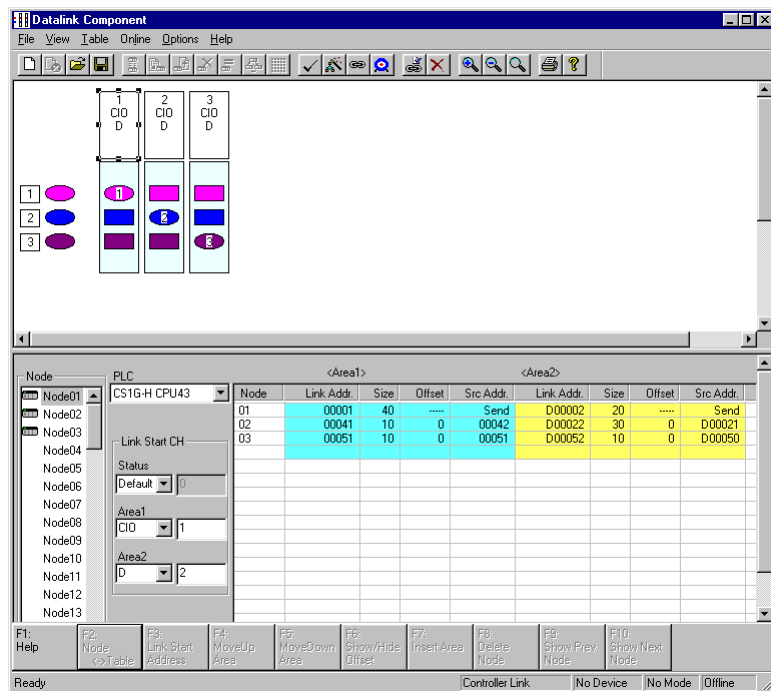 Datalink Component
File View Table Online Options Help
1 2 3
CIO CIO CIO
D D D
1 1
2 2
3 3
<Area1> <Area2>
Node PLC
CS1G-H CPU43
Node Link Addr. Size Offset Src Addr. Link Addr. Size Offset Src Addr.
01 00001 40 ----- Send D00002 20 ----- Send
02 00041 10 0 00042 D00022 30 0 D00021
03 00051 10 0 00051 D00052 10 0 D00050
Node01
Node02
Node03
Node04
Node05
Node06
Node07
Node08
Node09
Node10
Node11
Node12
Node13
Link Start CH
Status
Default 0
Area1
CIO 1
Area2
D 2
F1: F2: F3: F4: F5: F6: F7: F8: F9: F10:
Help Node Link Start MoveUp MoveDown Show/Hide Insert Area Delete Show Prev Show Next
<->Table Address Area Area Offset Node Node Node
Ready Controller Link No Device No Mode Offline